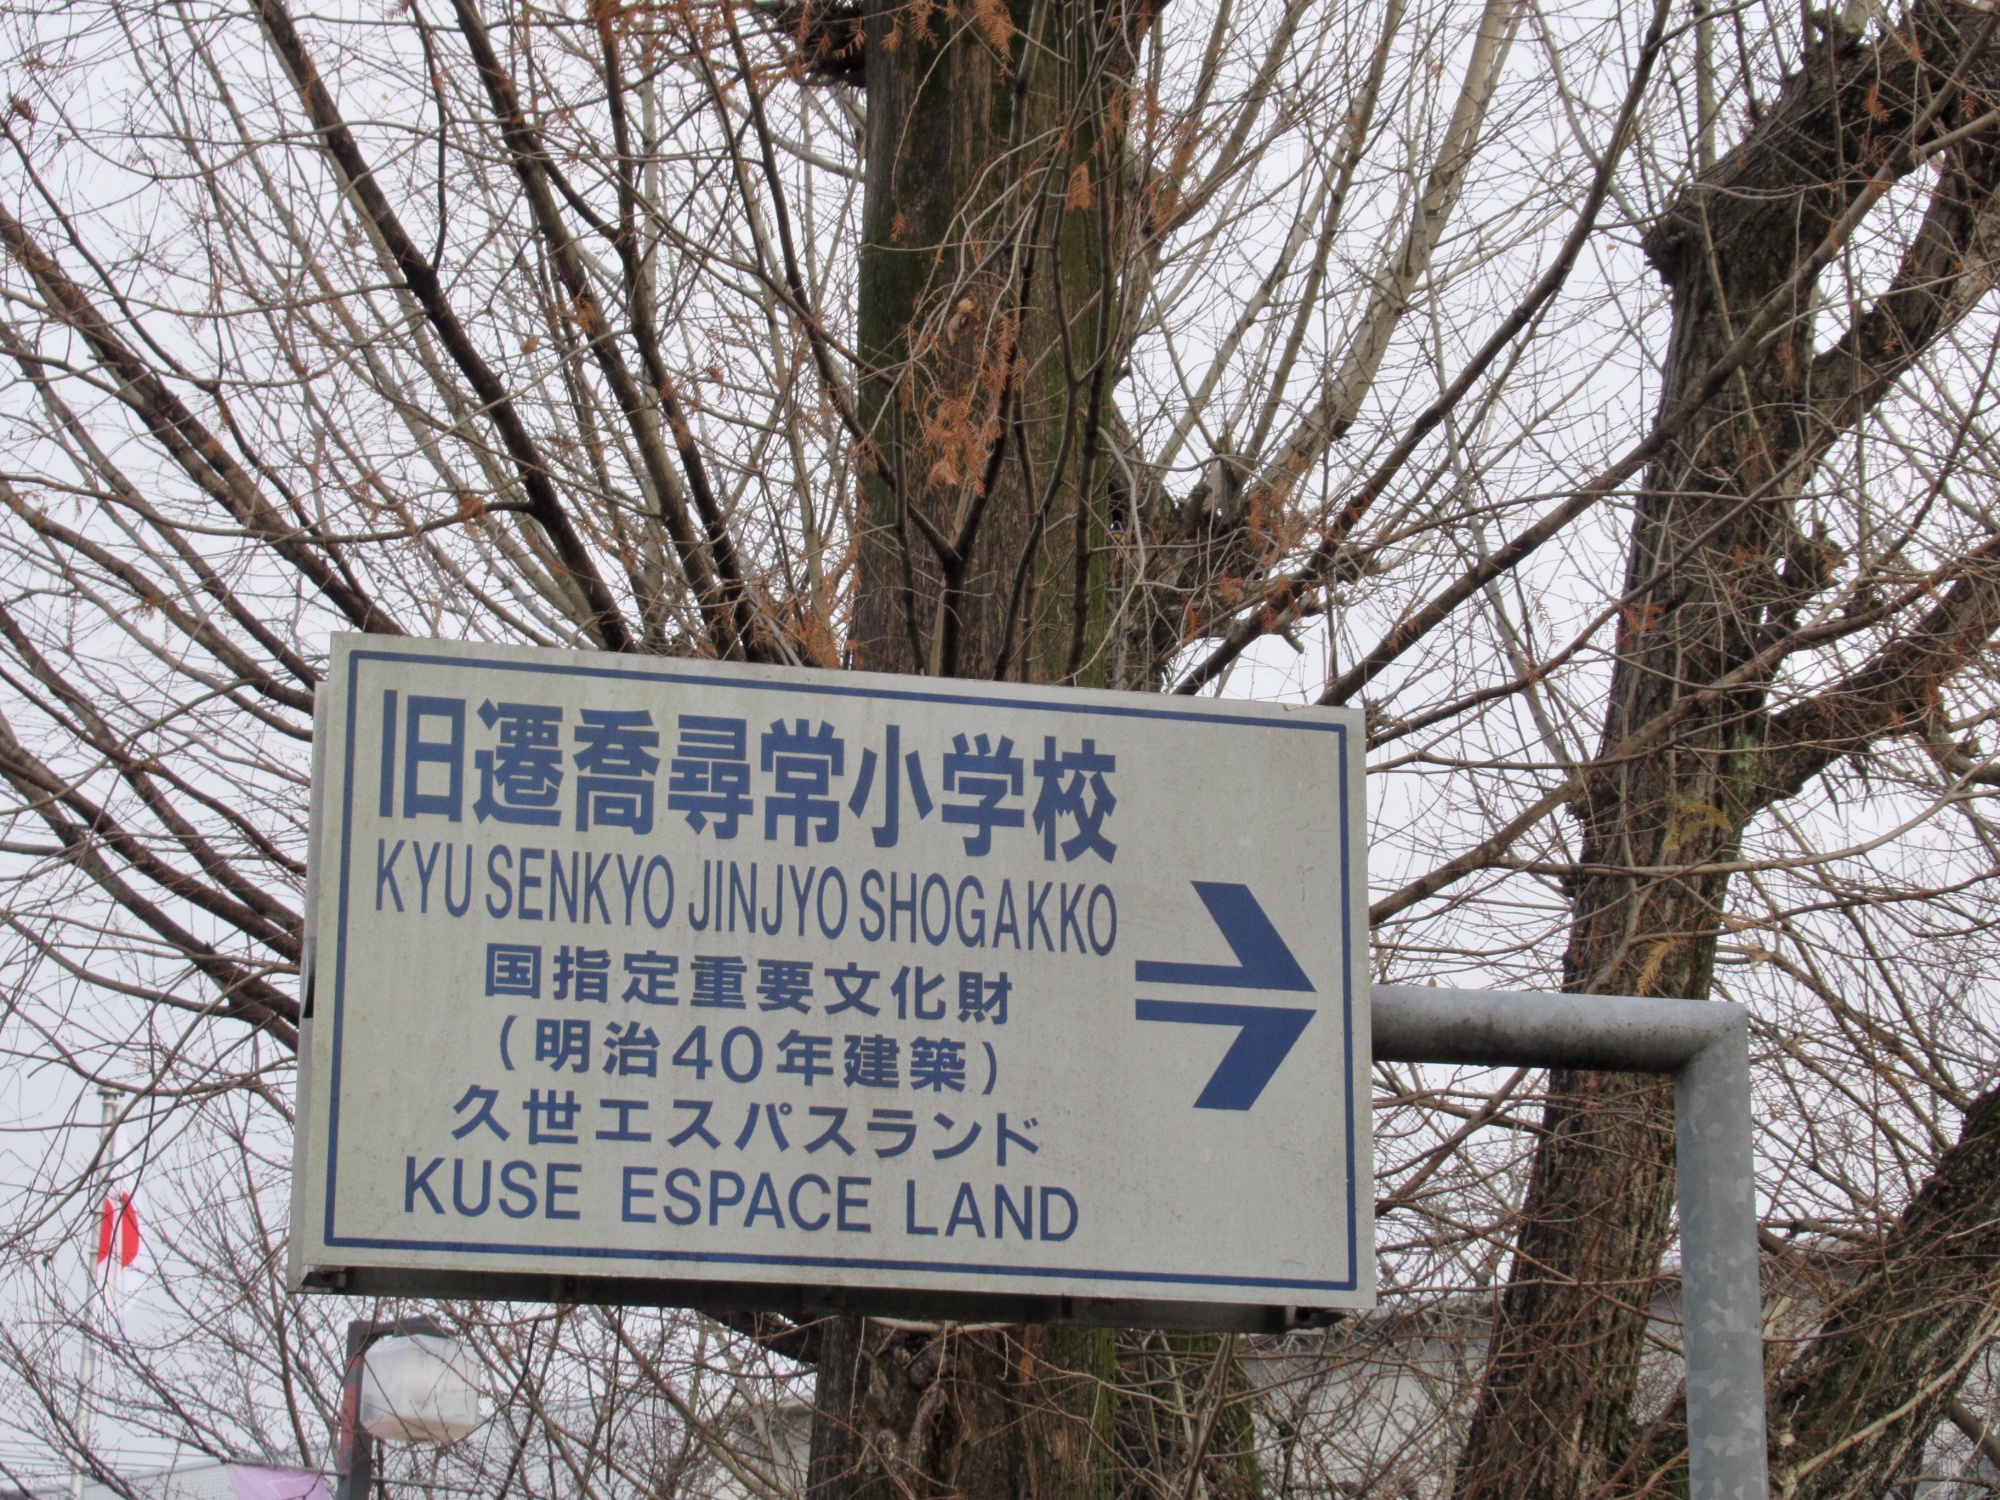 旧遷喬尋常小学校
KYU SENKYO JINJYO SHOGAKKO
国指定重要文化財
(明治40年建築)
久世エスパスランド
KUSE ESPACE LAND